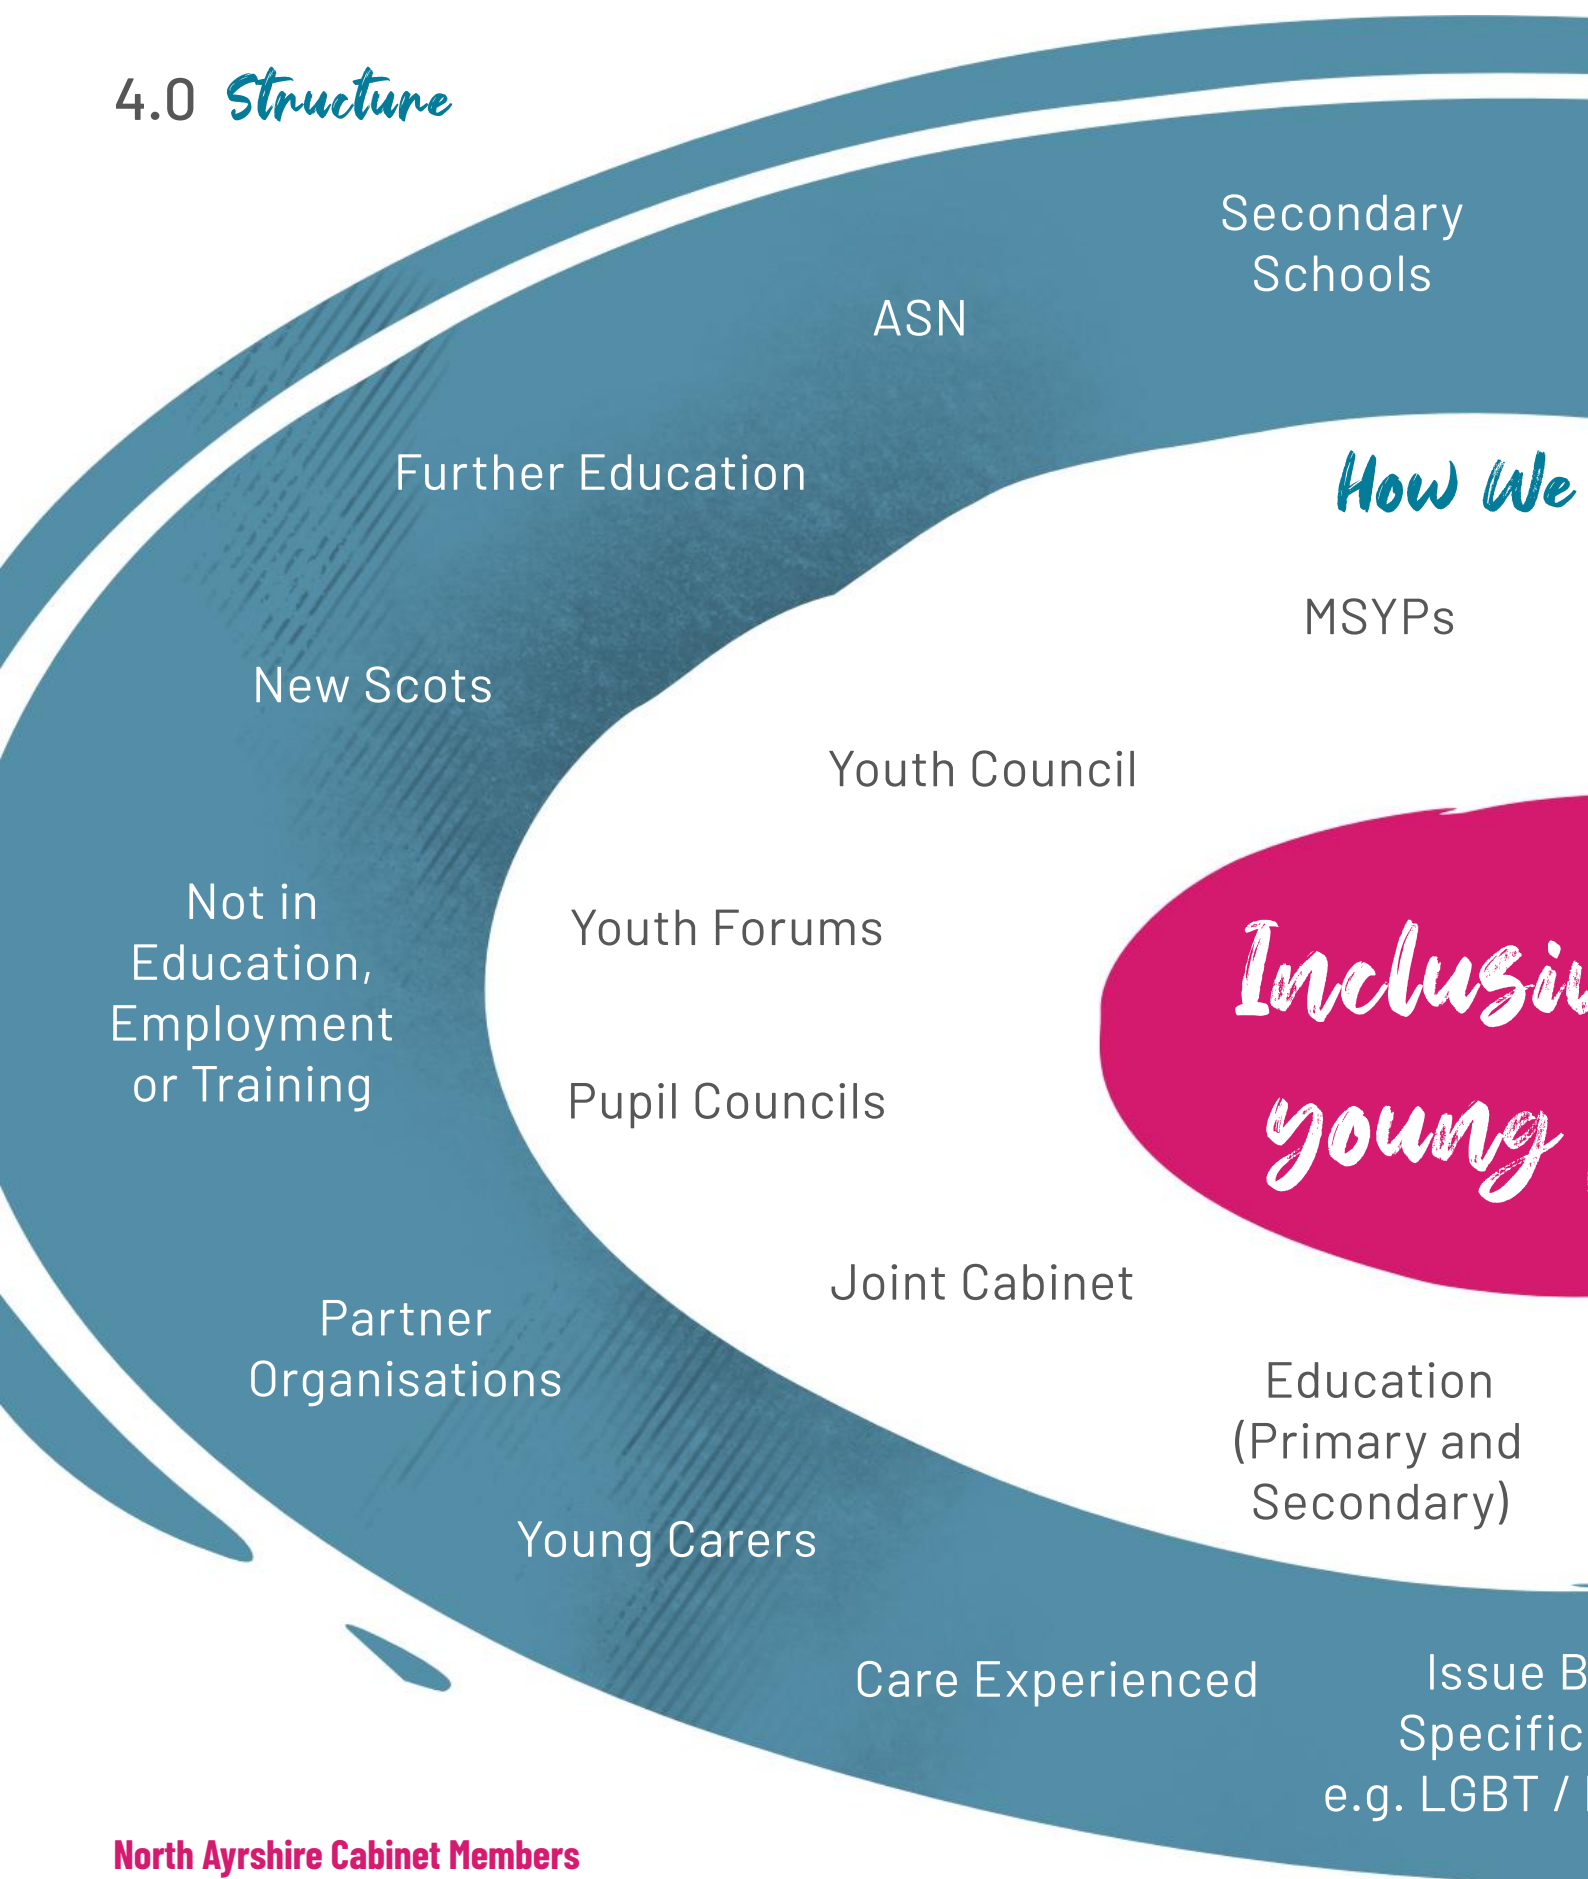 4.0 Structure
Secondary
Schools
ASN
Further Education
How We
MSYPs
New Scots
Youth Council
Not in
Education,
Employment
or Training
Youth Forums
Pupil Councils
young
Joint Cabinet
Partner
Organisations
Education
(Primary and
Secondary)
Young Carers
Care Experienced
Issue
Specific
e.g. LGBT /
North Ayrshire Cabinet Members